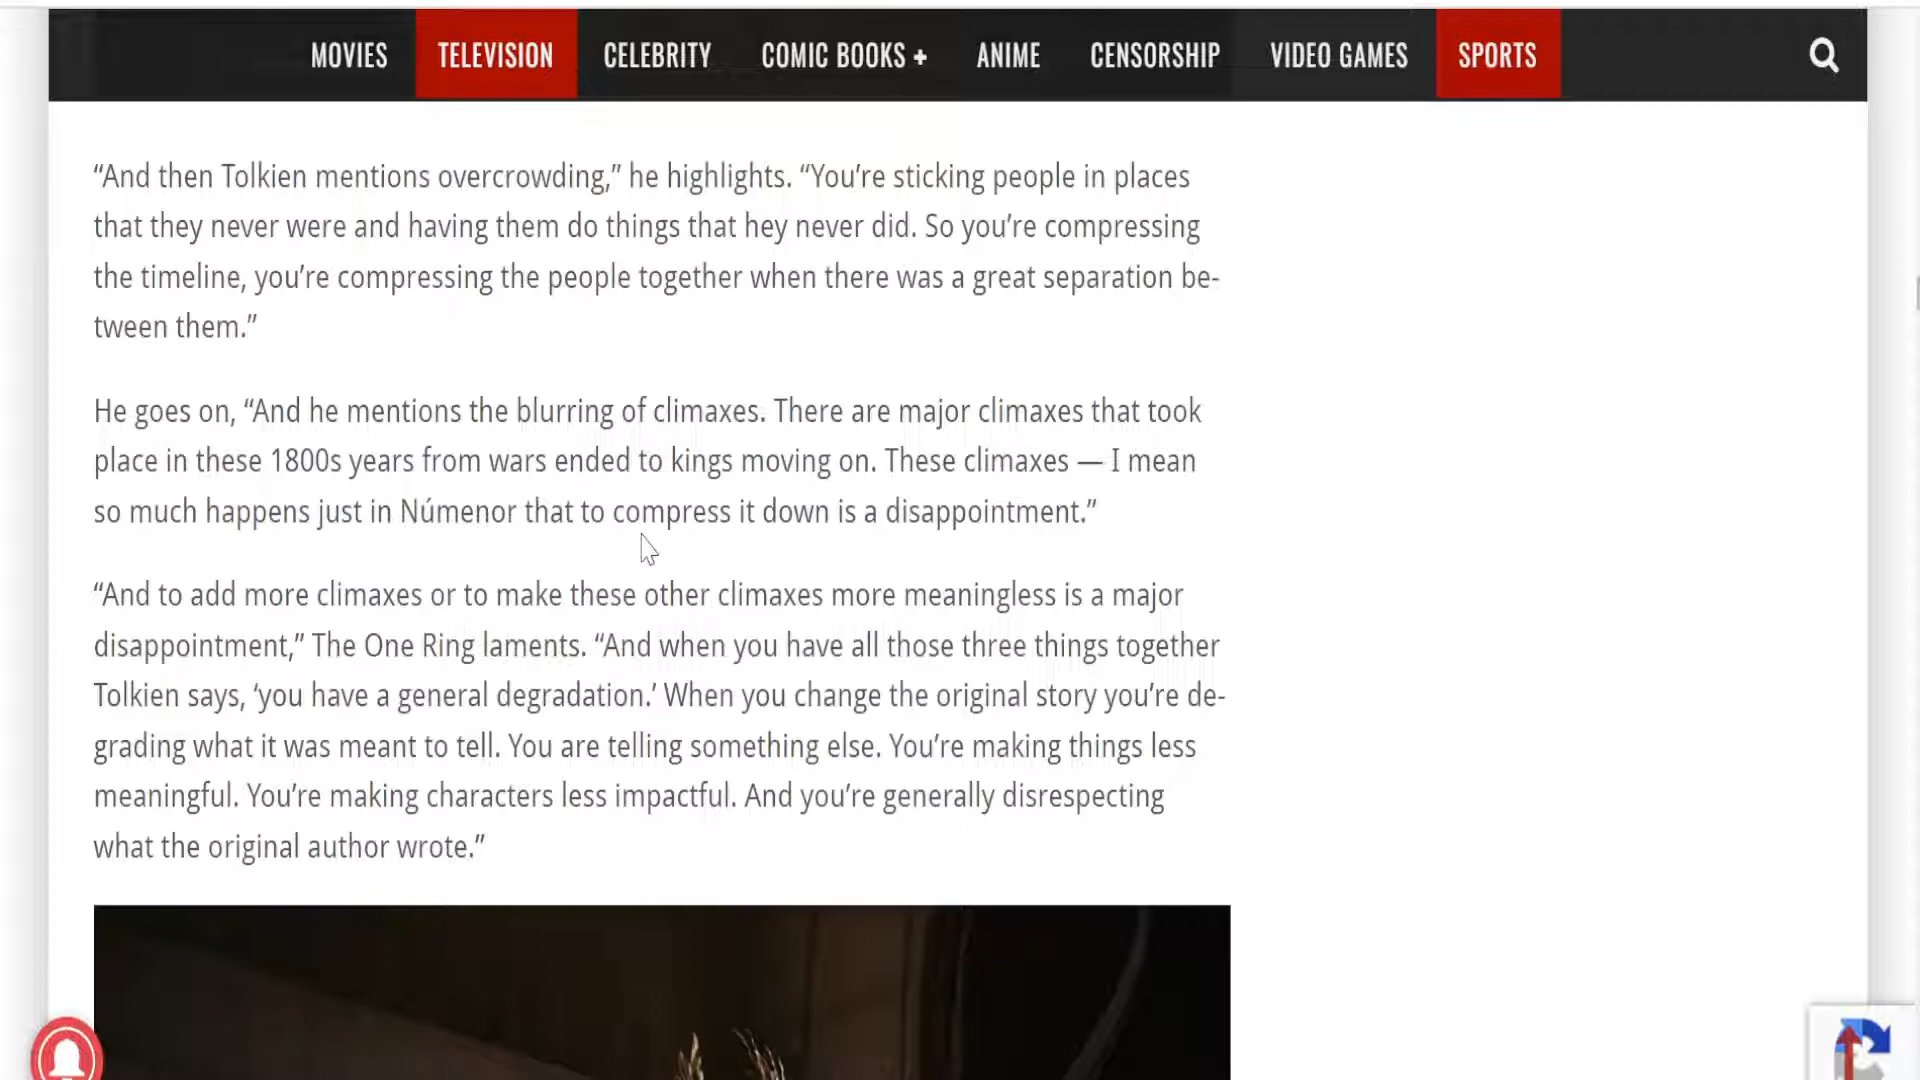 MOVIES TELEVISION CELEBRITY COMIC BOOKS + ANIME CENSORSHIP VIDEO GAMES SPORTS
“And then Tolkien mentions overcrowding,” he highlights. “You’re sticking people in places
that they never were and having them do things that hey never did. So you’re compressing
the timeline, you’re compressing the people together when there was a great separation be-
tween them.”
He goes on, “And he mentions the blurring of climaxes. There are major climaxes that took
place in these 1800s years from wars ended to kings moving on. These climaxes — I mean
so much happens just in Númenor that to compress it down is a disappointment.”
“And to add more climaxes or to make these other climaxes more meaningless is a major
disappointment,” The One Ring laments. “And when you have all those three things together
Tolkien says, ‘you have a general degradation.’ When you change the original story you’re de-
grading what it was meant to tell. You are telling something else. You’re making things less
meaningful. You’re making characters less impactful. And you’re generally disrespecting
what the original author wrote.”